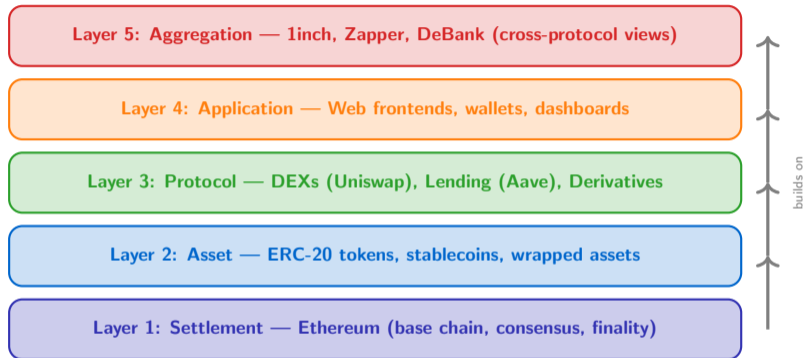 Layer 5: Aggregation — 1inch, Zapper, DeBank (cross-protocol views)
Layer 4: Application — Web frontends, wallets, dashboards
Layer 3: Protocol — DEXs (Uniswap), Lending (Aave), Derivatives
Layer 2: Asset — ERC-20 tokens, stablecoins, wrapped assets
Layer 1: Settlement — Ethereum (base chain, consensus, finality)
builds on